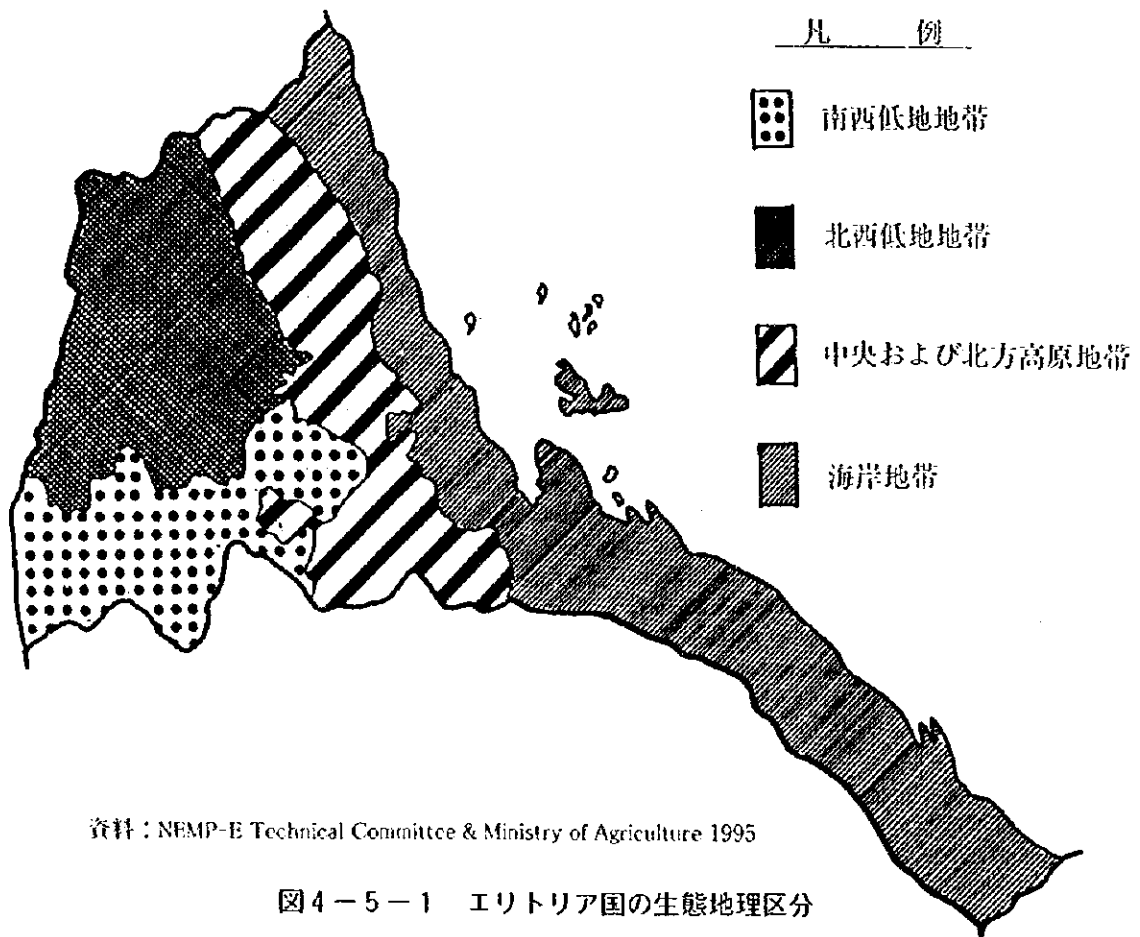 凡 例
南西低地地帯
北西低地地帯
中央および北方高原地帯
海岸地帯
資料：NEMP-E Technical Committee & Ministry of Agriculture 1995
図4－5－1 エリトリア国の生態地理区分